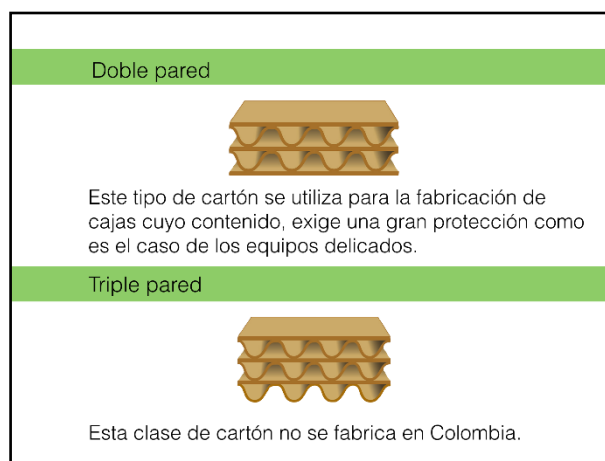 Doble pared
Este tipo de cartón se utiliza para la fabricación de
cajas cuyo contenido, exige una gran protección como
es el caso de los equipos delicados.
Triple pared
Esta clase de cartón no se fabrica en Colombia.